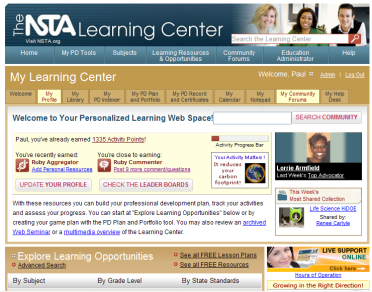 The NSTA Learning Center
Visit NSTA.org
Search the Learning Center
Home My PD Tools Subjects Learning Resources & Opportunities Community Forums Education Administrator Help
My Learning Center
Welcome, Paul Admin | Log Out
Welcome My Profile My Library My PD Indexer My PD Plan and Portfolio My PD Record and Certificates My Calendar My Notepad My Community Forums My Help Desk
Welcome to Your Personalized Learning Web Space!
SEARCH COMMUNITY
Paul, you've already earned 1335 Activity Points!
Activity Progress Bar
You're recently earned:
Ruby Aggregator
Add Personal Resources
You're close to earning:
Ruby Commenter
Post 9 more comment/questions
Your Activity Matters!
It reduces
your
carbon
footprint!
UPDATE YOUR PROFILE
CHECK THE LEADER BOARDS
Lorrie Armfield
Last Week's Top Advocator
This Week's
Most Shared Collection
Life Science HIDOE
Shared by:
Renee Carlyle
With these resources you can build your professional development plan, track your activities
and assess your progress. You can start at "Explore Learning Opportunities" below or by
creating your game plan with the PD Plan and Portfolio tool. You may also review an archived
Web Seminar or a multimedia overview of the Learning Center.
Explore Learning Opportunities
Advanced Search
See all FREE Lesson Plans
See all FREE Resources
By Subject By Grade Level By State Standards
LIVE SUPPORT
ONLINE
Click here
Hours of Operation
Growing in the Right Direction!